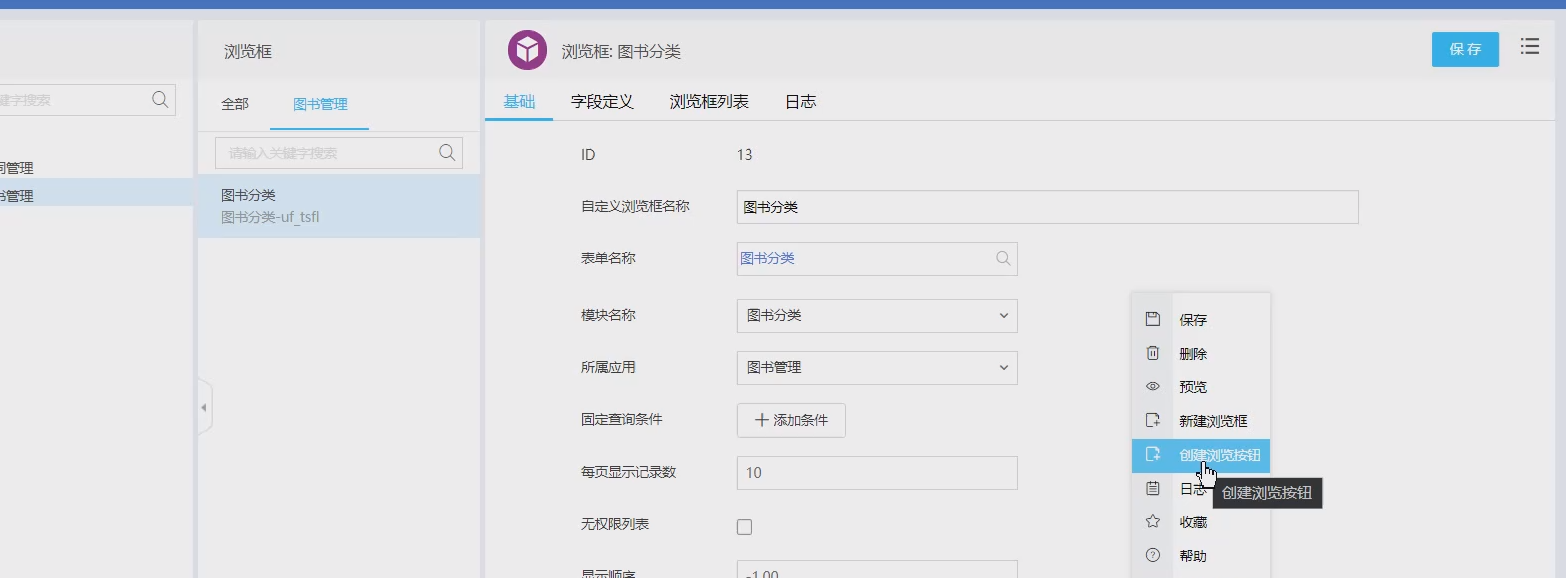 键字搜索
词管理
书管理
浏览框
全部
图书管理
请输入关键字搜索
图书分类
图书分类-uf_tsfl
浏览框: 图书分类
保存
基础
字段定义
浏览框列表
日志
ID
13
自定义浏览框名称
图书分类
表单名称
图书分类
模块名称
图书分类
所属应用
图书管理
固定查询条件
添加条件
每页显示记录数
10
无权限列表
显示顺序
-1.00
保存
删除
预览
新建浏览框
创建浏览按钮
日志
创建浏览按钮
收藏
帮助